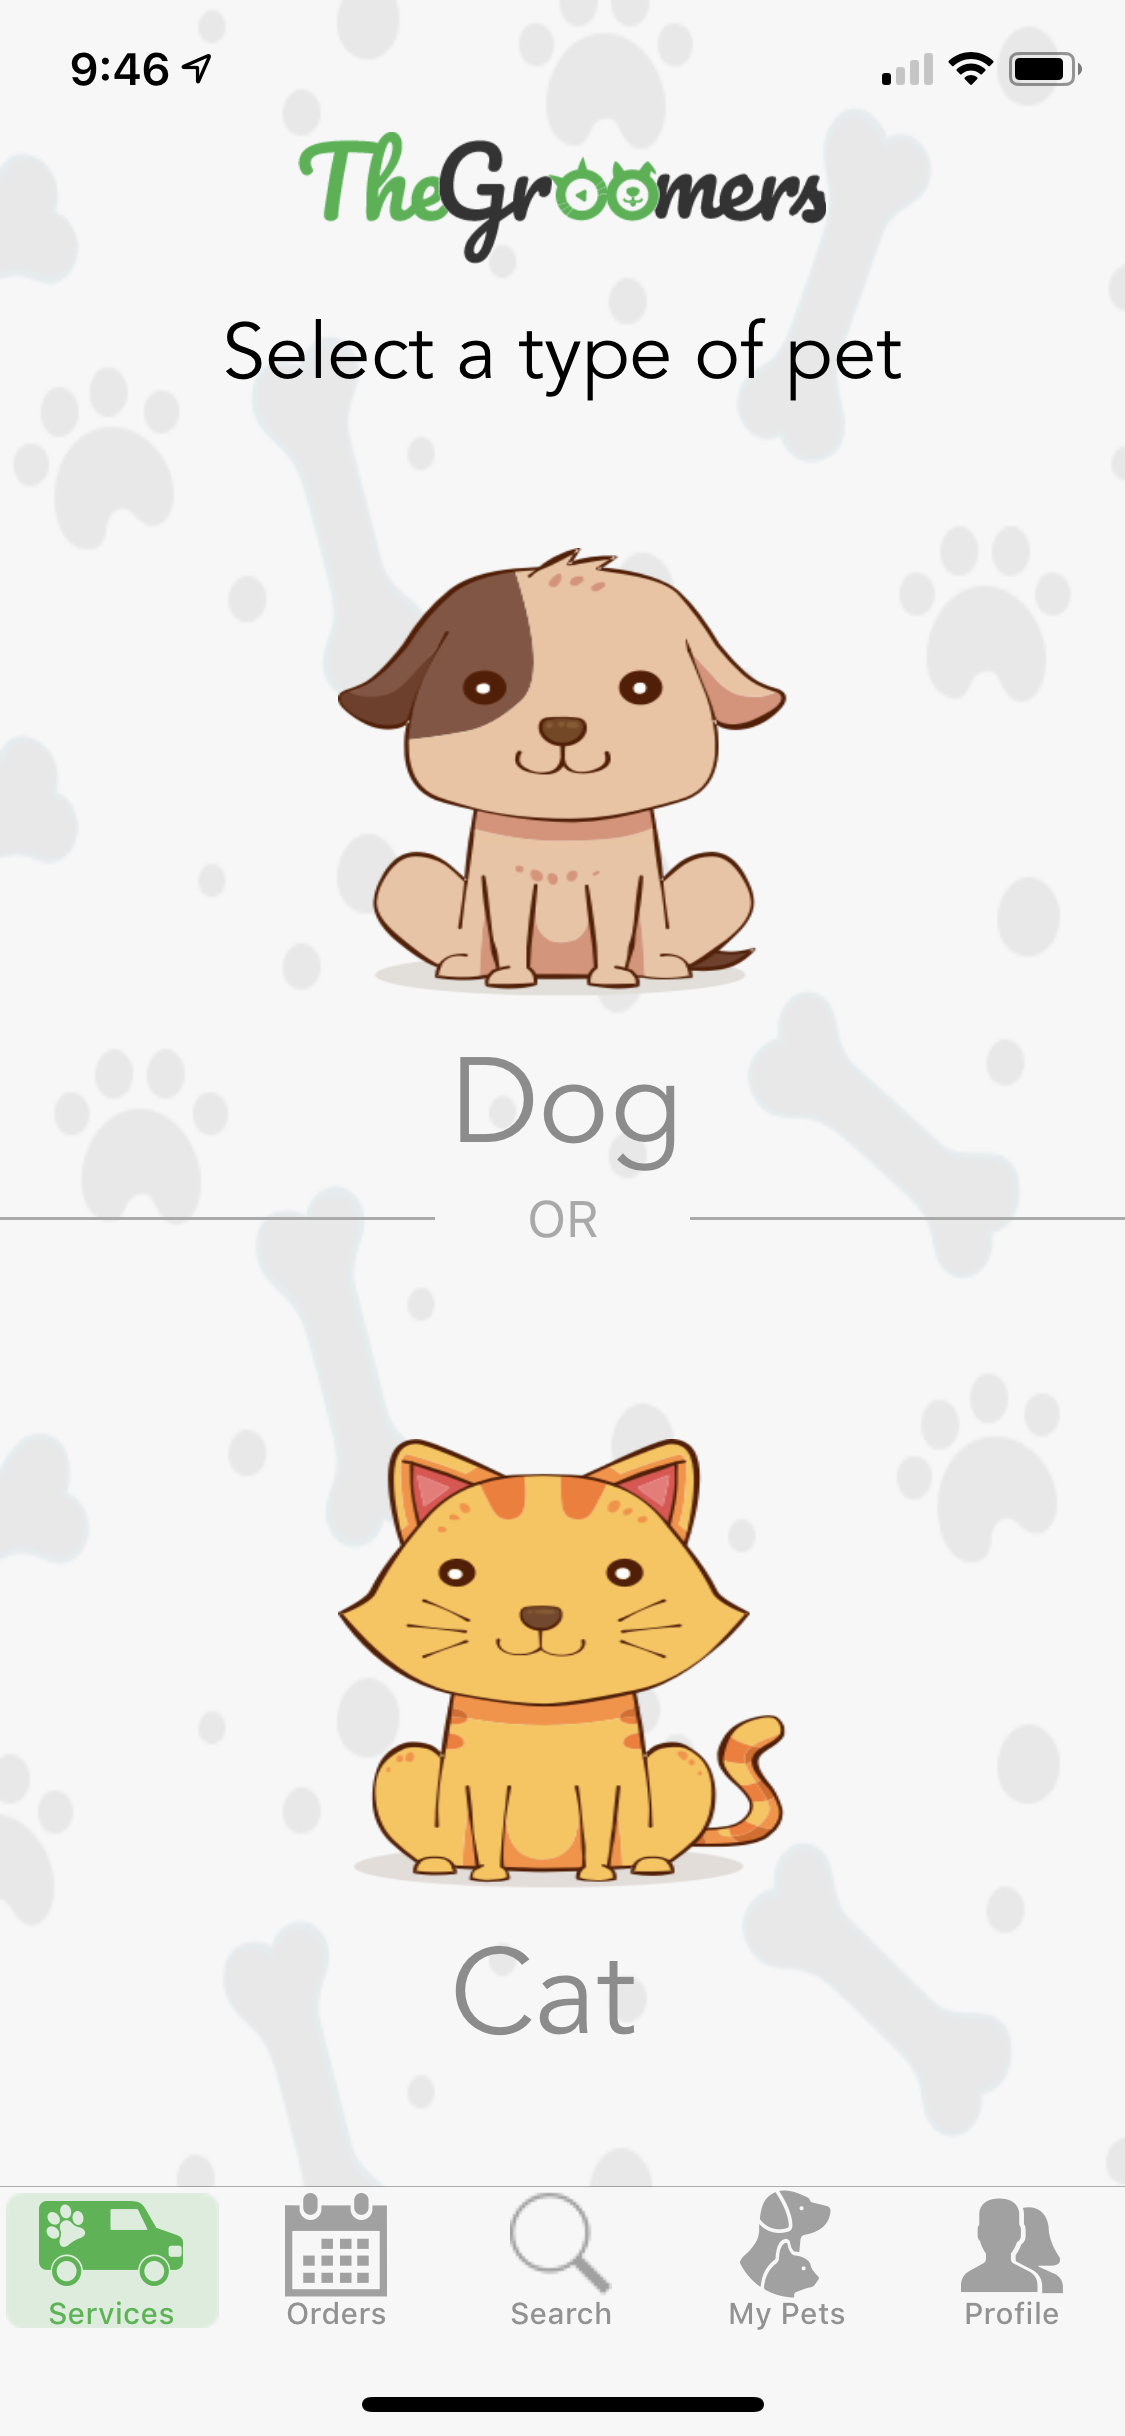 9:46
TheGroomers
Select a type of pet
Dog
OR
Cat
Services
Orders
Search
My Pets
Profile